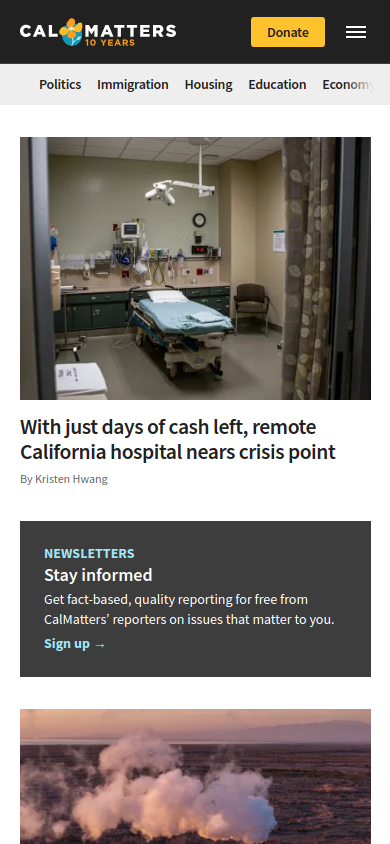 CALMATTERS
10 YEARS
Donate
Politics Immigration Housing Education Economy
With just days of cash left, remote
California hospital nears crisis point
By Kristen Hwang
NEWSLETTERS
Stay informed
Get fact-based, quality reporting for free from
CalMatters’ reporters on issues that matter to you.
Sign up →